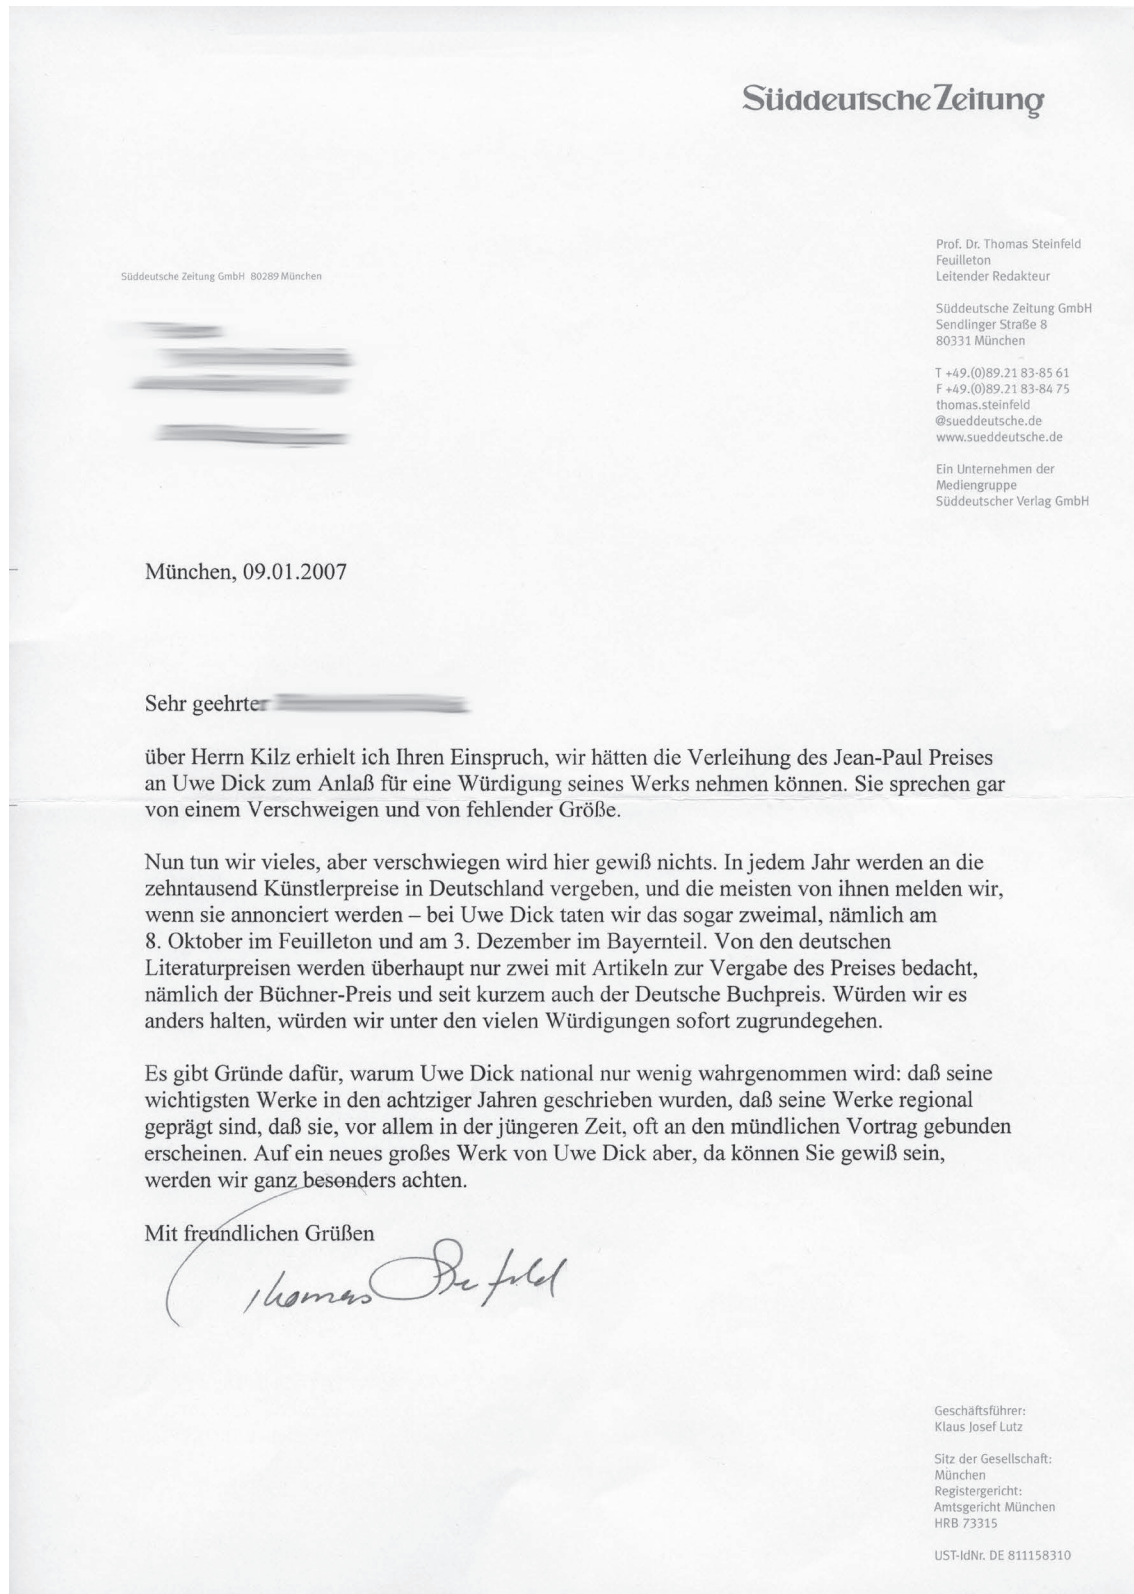 Süddeutsche Zeitung
Prof. Dr. Thomas Steinfeld
Feuilleton
Leitender Redakteur
Süddeutsche Zeitung GmbH
Sendlinger Straße 8
80331 München
T +49.(0)89.21 83-85 61
F +49.(0)89.21 83-84 75
thomas.steinfeld
@sueddeutsche.de
www.sueddeutsche.de
Ein Unternehmen der
Mediengruppe
Süddeutscher Verlag GmbH
Süddeutsche Zeitung GmbH 80289 München
München, 09.01.2007
Sehr geehrter
über Herrn Kilz erhielt ich Ihren Einspruch, wir hätten die Verleihung des Jean-Paul Preises
an Uwe Dick zum Anlaß für eine Würdigung seines Werks nehmen können. Sie sprechen gar
von einem Verschweigen und von fehlender Größe.
Nun tun wir vieles, aber verschwiegen wird hier gewiß nichts. In jedem Jahr werden an die
zehntausend Künstlerpreise in Deutschland vergeben, und die meisten von ihnen melden wir,
wenn sie annonciert werden – bei Uwe Dick taten wir das sogar zweimal, nämlich am
8. Oktober im Feuilleton und am 3. Dezember im Bayernteil. Von den deutschen
Literaturpreisen werden überhaupt nur zwei mit Artikeln zur Vergabe des Preises bedacht,
nämlich der Büchner-Preis und seit kurzem auch der Deutsche Buchpreis. Würden wir es
anders halten, würden wir unter den vielen Würdigungen sofort zugrundegehen.
Es gibt Gründe dafür, warum Uwe Dick national nur wenig wahrgenommen wird: daß seine
wichtigsten Werke in den achtziger Jahren geschrieben wurden, daß seine Werke regional
geprägt sind, daß sie, vor allem in der jüngeren Zeit, oft an den mündlichen Vortrag gebunden
erscheinen. Auf ein neues großes Werk von Uwe Dick aber, da können Sie gewiß sein,
werden wir ganz besonders achten.
Mit freundlichen Grüßen
Thomas Steinfeld
Geschäftsführer:
Klaus Josef Lutz
Sitz der Gesellschaft:
München
Registergericht:
Amtsgericht München
HRB 73315
UST-IdNr. DE 811158310